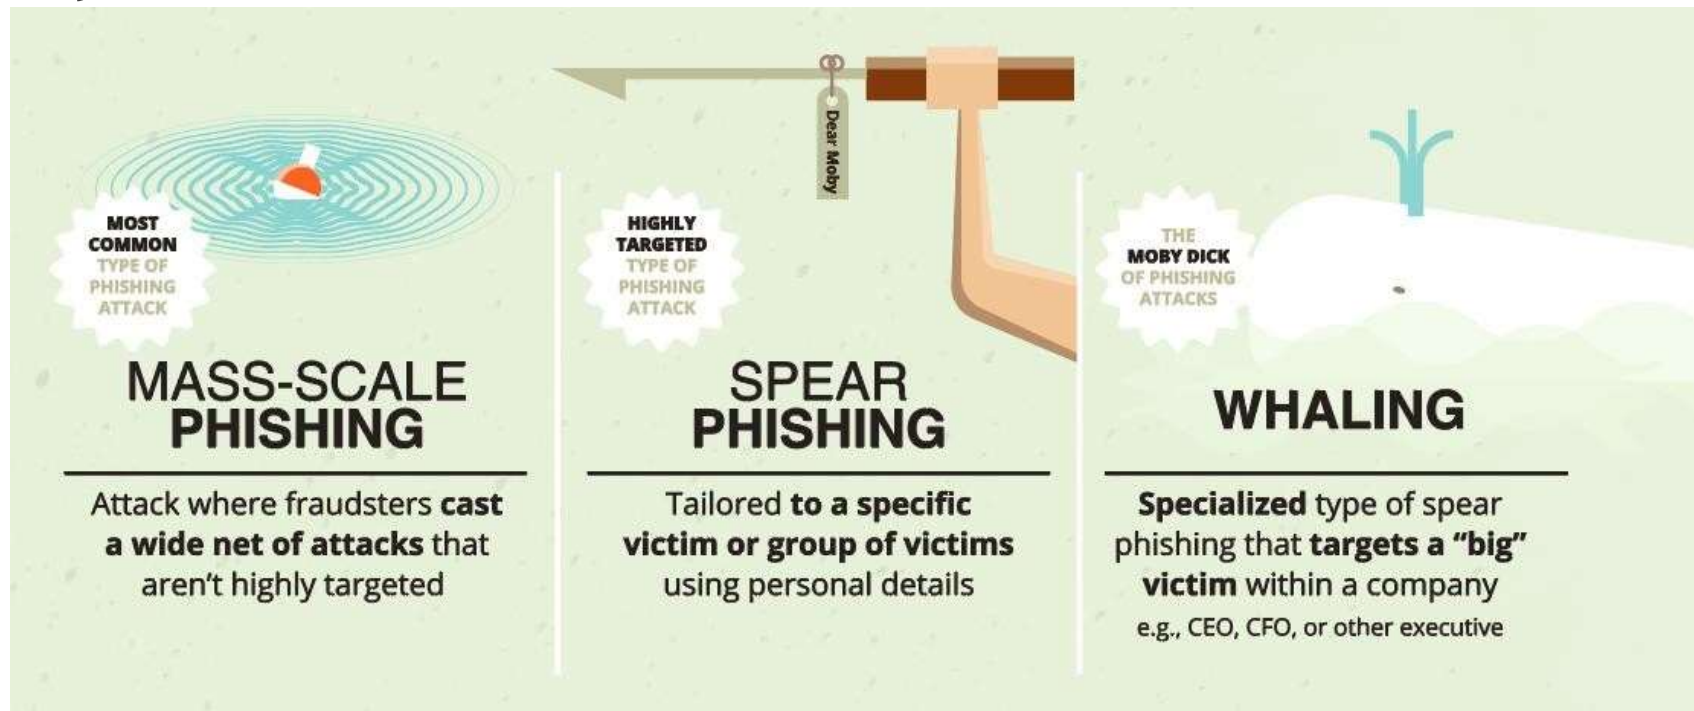 MOST
COMMON
TYPE OF
PHISHING
ATTACK
MASS-SCALE
PHISHING
Attack where fraudsters cast
a wide net of attacks that
aren't highly targeted
Dear Moby
HIGHLY
TARGETED
TYPE OF
PHISHING
ATTACK
SPEAR
PHISHING
Tailored to a specific
victim or group of victims
using personal details
THE
MOBY DICK
OF PHISHING
ATTACKS
WHALING
Specialized type of spear
phishing that targets a “big”
victim within a company
e.g., CEO, CFO, or other executive